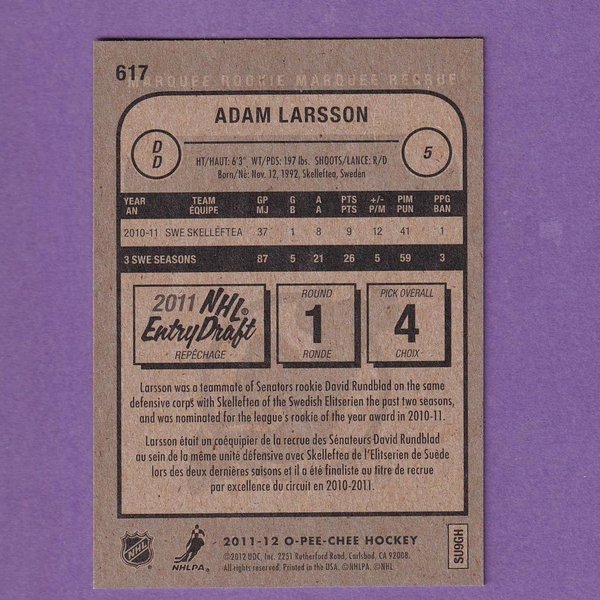 617
MARQUEE ROOKIE MARQUEE RECRUE
ADAM LARSSON
D
D
5
HT/HAUT: 6'3" WT/PDS: 197 lbs. SHOOTS/LANCE: R/D
Born/Né: Nov. 12, 1992, Skelleftea, Sweden
YEAR TEAM GP G A PTS +/- PIM PPG
AN ÉQUIPE MJ B A PTS P/M PUN BAN
2010-11 SWE SKELLEFTEA 37 1 8 9 12 41 1
3 SWE SEASONS 87 5 21 26 5 59 3
2011 NHL®
Entry Draft
REPÊCHAGE
ROUND
1
RONDE
PICK OVERALL
4
CHOIX
Larsson was a teammate of Senators rookie David Rundblad on the same
defensive corps with Skelleftea of the Swedish Elitserien the past two seasons,
and was nominated for the league's rookie of the year award in 2010-11.
Larsson était un coéquipier de la recrue des Sénateurs David Rundblad
au sein de la même unité défensive avec Skelleftea de l'Elitserien de Suède
lors des deux dernières saisons et il a été finaliste au titre de recrue
par excellence du circuit en 2010-2011.
NHL
NHLPA®
2011-12 O-PEE-CHEE HOCKEY
©2012 UDC, Inc. 2251 Rutherford Road, Carlsbad, CA 92008.
All rights reserved. Printed in the USA. ©NHLPA. ©NHL.
SU9GH